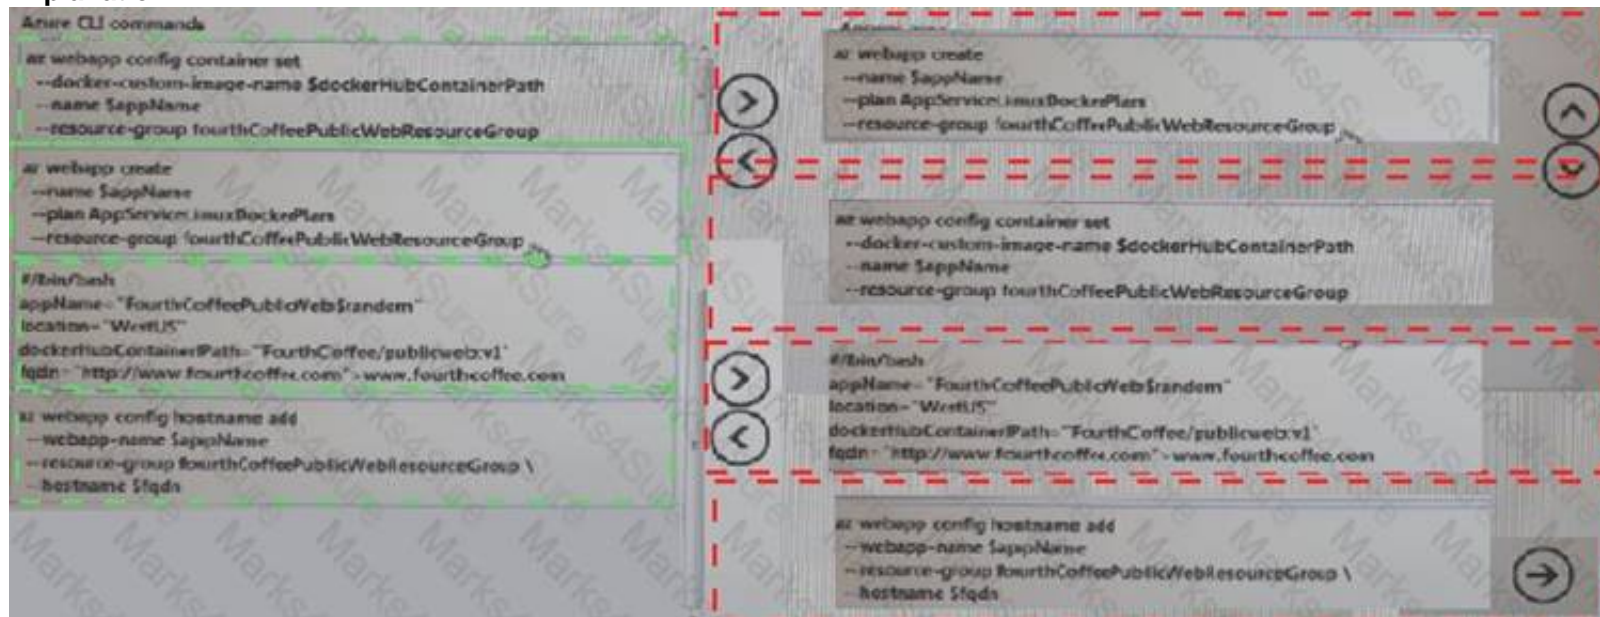 Azure CLI commands
az webapp config container set
--docker-custom-image-name $dockerHubContainerPath
--name $appName
--resource-group fourthCoffeePublicWebResourceGroup
az webapp create
--name $appName
--plan AppServiceLinuxDockerPlans
--resource-group fourthCoffeePublicWebResourceGroup
#/Bin/bash
appName="FourthCoffeePublicWeb$random"
location="WestUS"
dockerHubContainerPath="FourthCoffee/publicweb:v1"
fqdn="http://www.fourthcoffee.com">www.fourthcoffee.com
az webapp config hostname add
--webapp-name $appName
--resource-group fourthCoffeePublicWebResourceGroup \
--hostname $fqdn
az webapp create
--name $appName
--plan AppServiceLinuxDockerPlans
--resource-group fourthCoffeePublicWebResourceGroup
az webapp config container set
--docker-custom-image-name $dockerHubContainerPath
--name $appName
--resource-group fourthCoffeePublicWebResourceGroup
#/Bin/bash
appName="FourthCoffeePublicWeb$random"
location="WestUS"
dockerHubContainerPath="FourthCoffee/publicweb:v1"
fqdn="http://www.fourthcoffee.com">www.fourthcoffee.com
az webapp config hostname add
--webapp-name $appName
--resource-group fourthCoffeePublicWebResourceGroup \
--hostname $fqdn
Marks4Sure